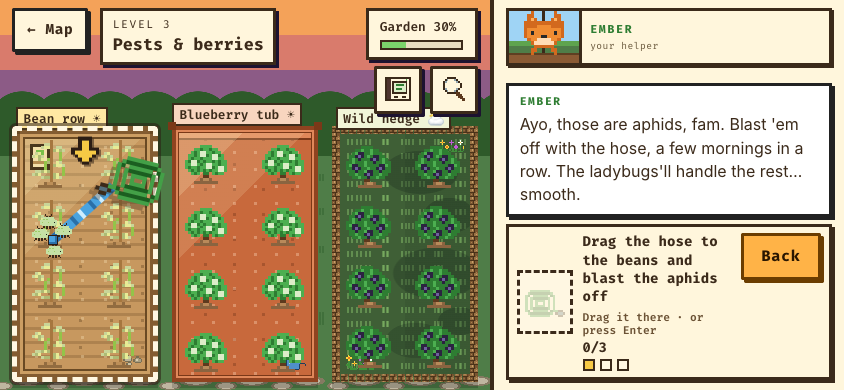 ← Map
LEVEL 3
Pests & berries
Garden 30%
Bean row ☀
Blueberry tub ☀
Wild hedge
EMBER
your helper
EMBER
Ayo, those are aphids, fam. Blast 'em
off with the hose, a few mornings in a
row. The ladybugs'll handle the rest...
smooth.
Drag the hose to
the beans and
blast the aphids
off
Drag it there · or
press Enter
0/3
Back